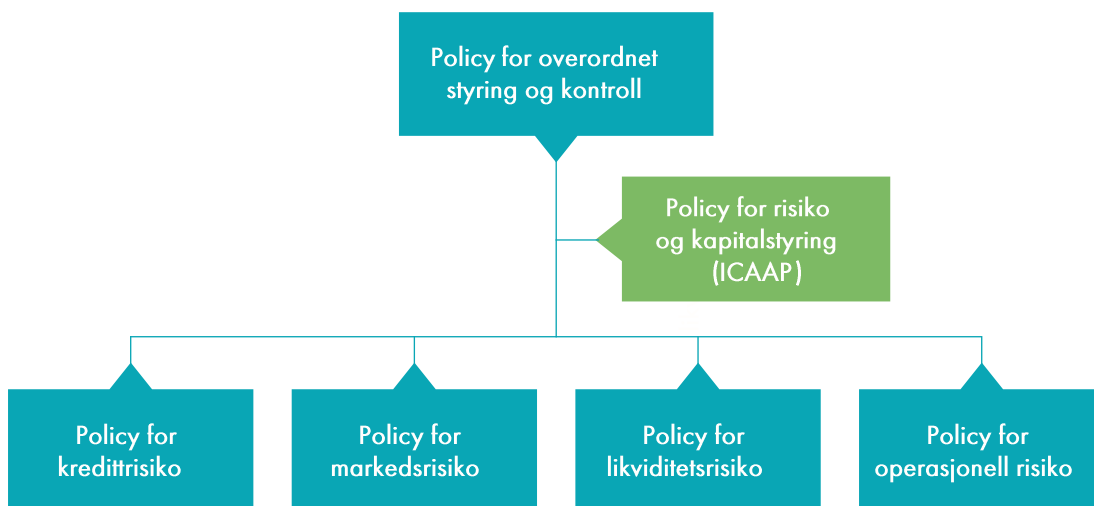 Policy for overordnet
styring og kontroll
Policy for risiko
og kapitalstyring
(ICAAP)
Policy for
kredittrisiko
Policy for
markedsrisiko
Policy for
likviditetsrisiko
Policy for
operasjonell risiko